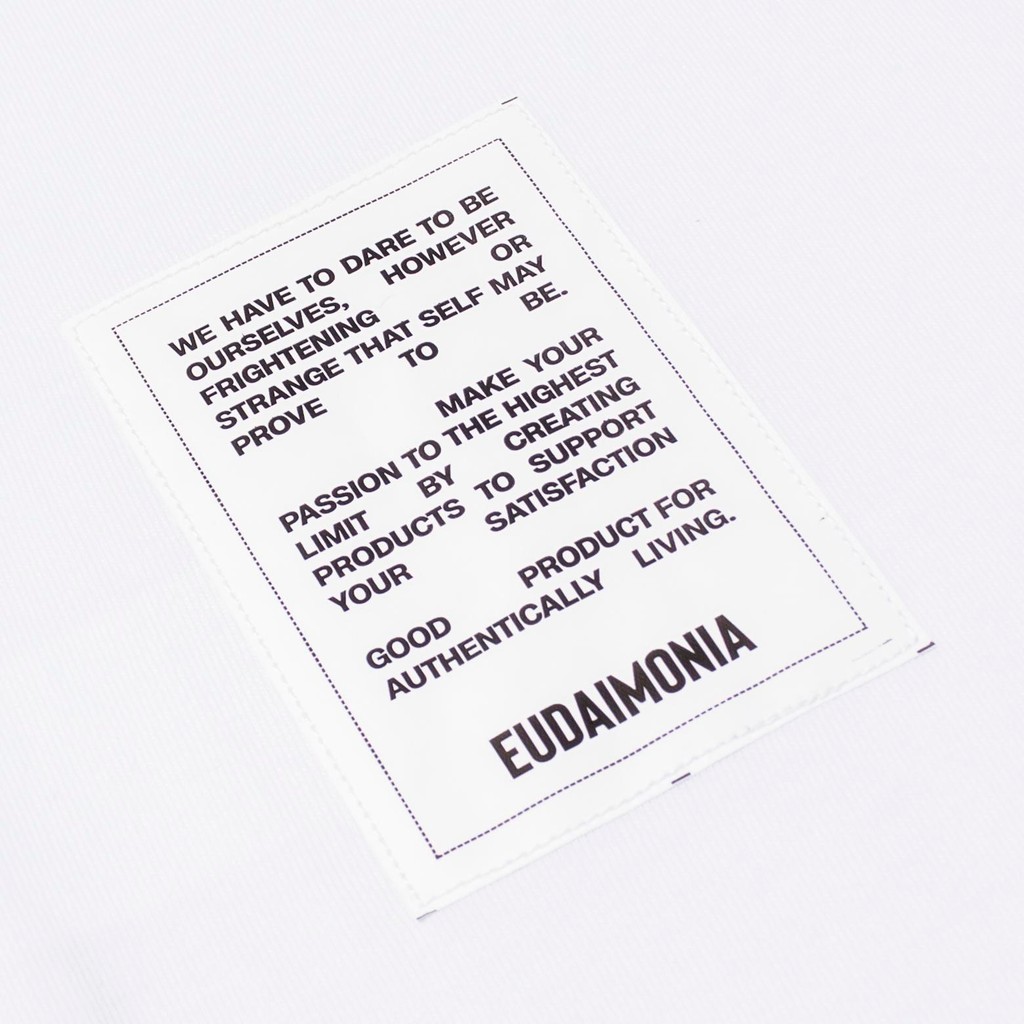 WE HAVE TO DARE TO BE
OURSELVES, HOWEVER
FRIGHTENING OR
STRANGE THAT SELF MAY
PROVE TO BE.
MAKE YOUR
PASSION TO THE HIGHEST
LIMIT BY CREATING
PRODUCTS TO SUPPORT
YOUR SATISFACTION
GOOD PRODUCT FOR
AUTHENTICALLY LIVING.
EUDAIMONIA